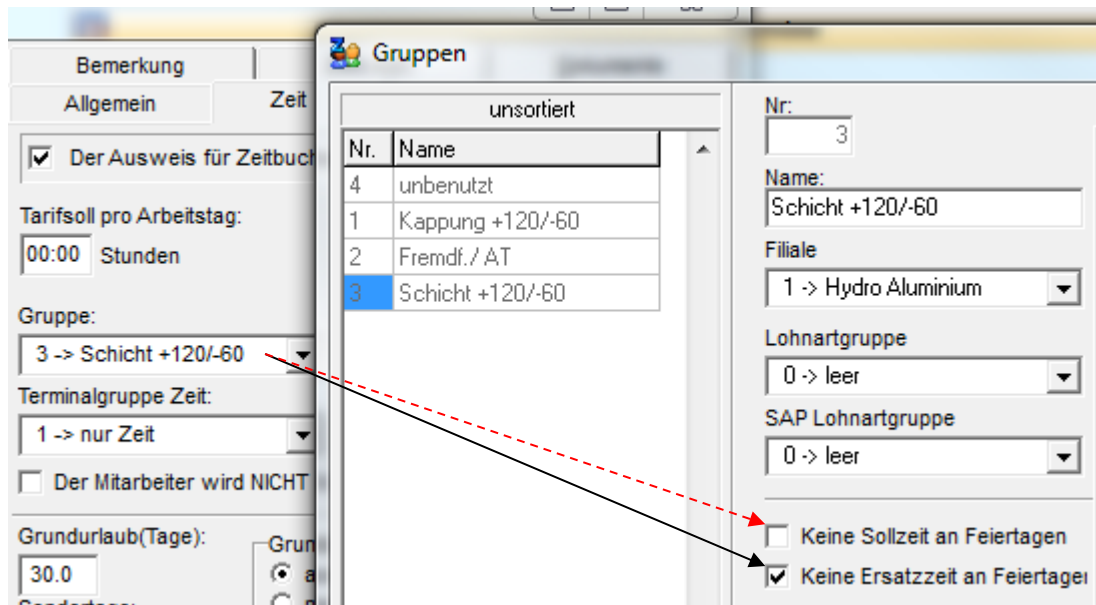 Bemerkung
Allgemein
Zeit
Der Ausweis für Zeitbuch
Tarifsoll pro Arbeitstag:
00:00 Stunden
Gruppe:
3 -> Schicht +120/-60
Terminalgruppe Zeit:
1 -> nur Zeit
Der Mitarbeiter wird NICHT
Grundurlaub(Tage):
Grun
30.0
a
Gruppen
unsortiert
Nr. Name
4 unbenutzt
1 Kappung +120/-60
2 Fremdf./ AT
3 Schicht +120/-60
Nr:
3
Name:
Schicht +120/-60
Filiale
1 -> Hydro Aluminium
Lohnartgruppe
0 -> leer
SAP Lohnartgruppe
0 -> leer
Keine Sollzeit an Feiertagen
Keine Ersatzzeit an Feiertagen